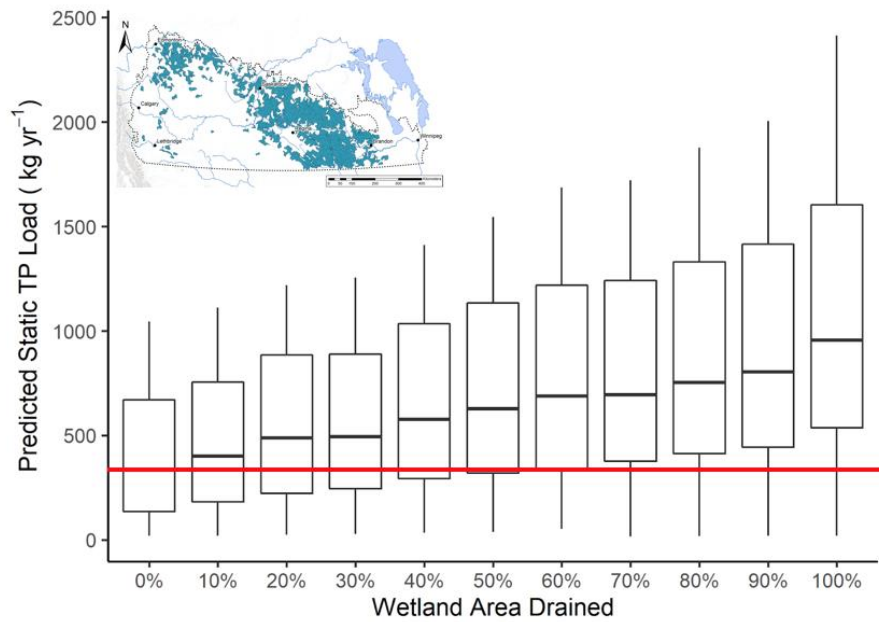 2500
2000
1500
1000
500
0
Predicted Static TP Load ( kg yr⁻¹)
N
Calgary
Lethbridge
Brandon
Winnipeg
0% 10% 20% 30% 40% 50% 60% 70% 80% 90% 100%
Wetland Area Drained